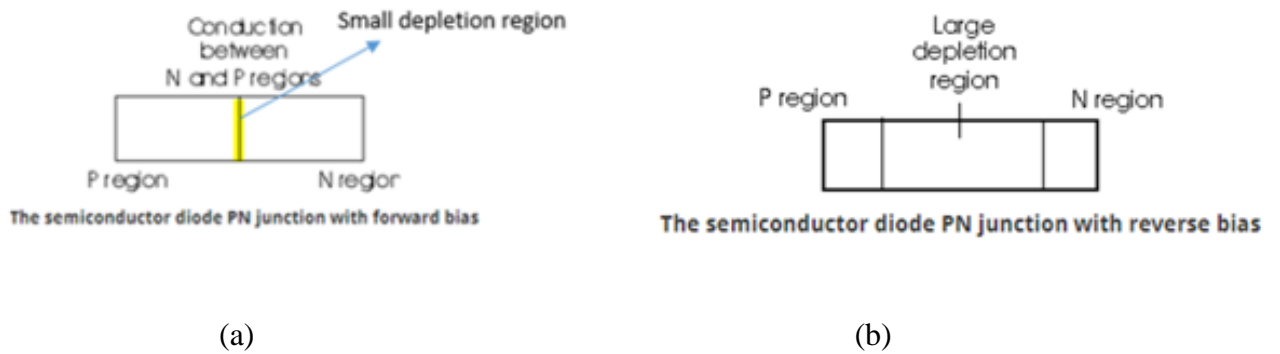 Conduction
between
N and P regions
Small depletion region
P region
N region
The semiconductor diode PN junction with forward bias
Large
depletion
region
P region
N region
The semiconductor diode PN junction with reverse bias
(a)
(b)